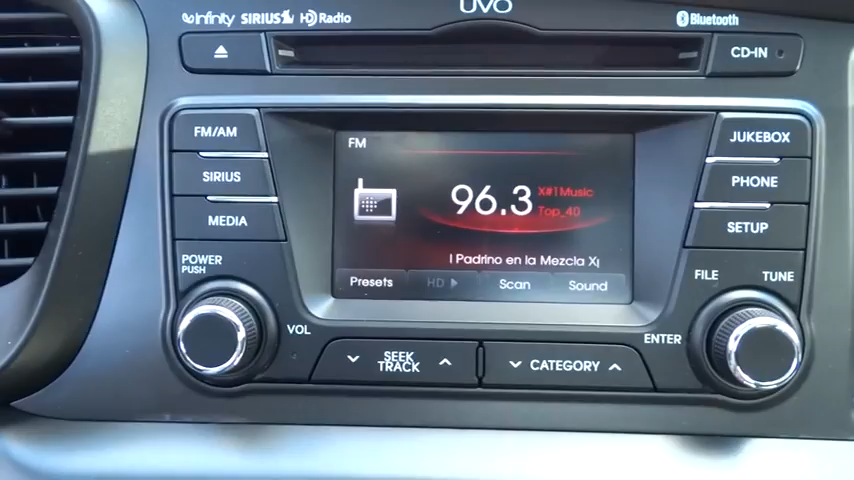 infinity SIRIUS HD Radio
UVO
Bluetooth
CD-IN
FM/AM
SIRIUS
MEDIA
POWER
PUSH
VOL
FM
96.3
X#1Music
Top_40
l Padrino en la Mezcla X
Presets
HD
Scan
Sound
JUKEBOX
PHONE
SETUP
FILE
TUNE
ENTER
SEEK
TRACK
CATEGORY